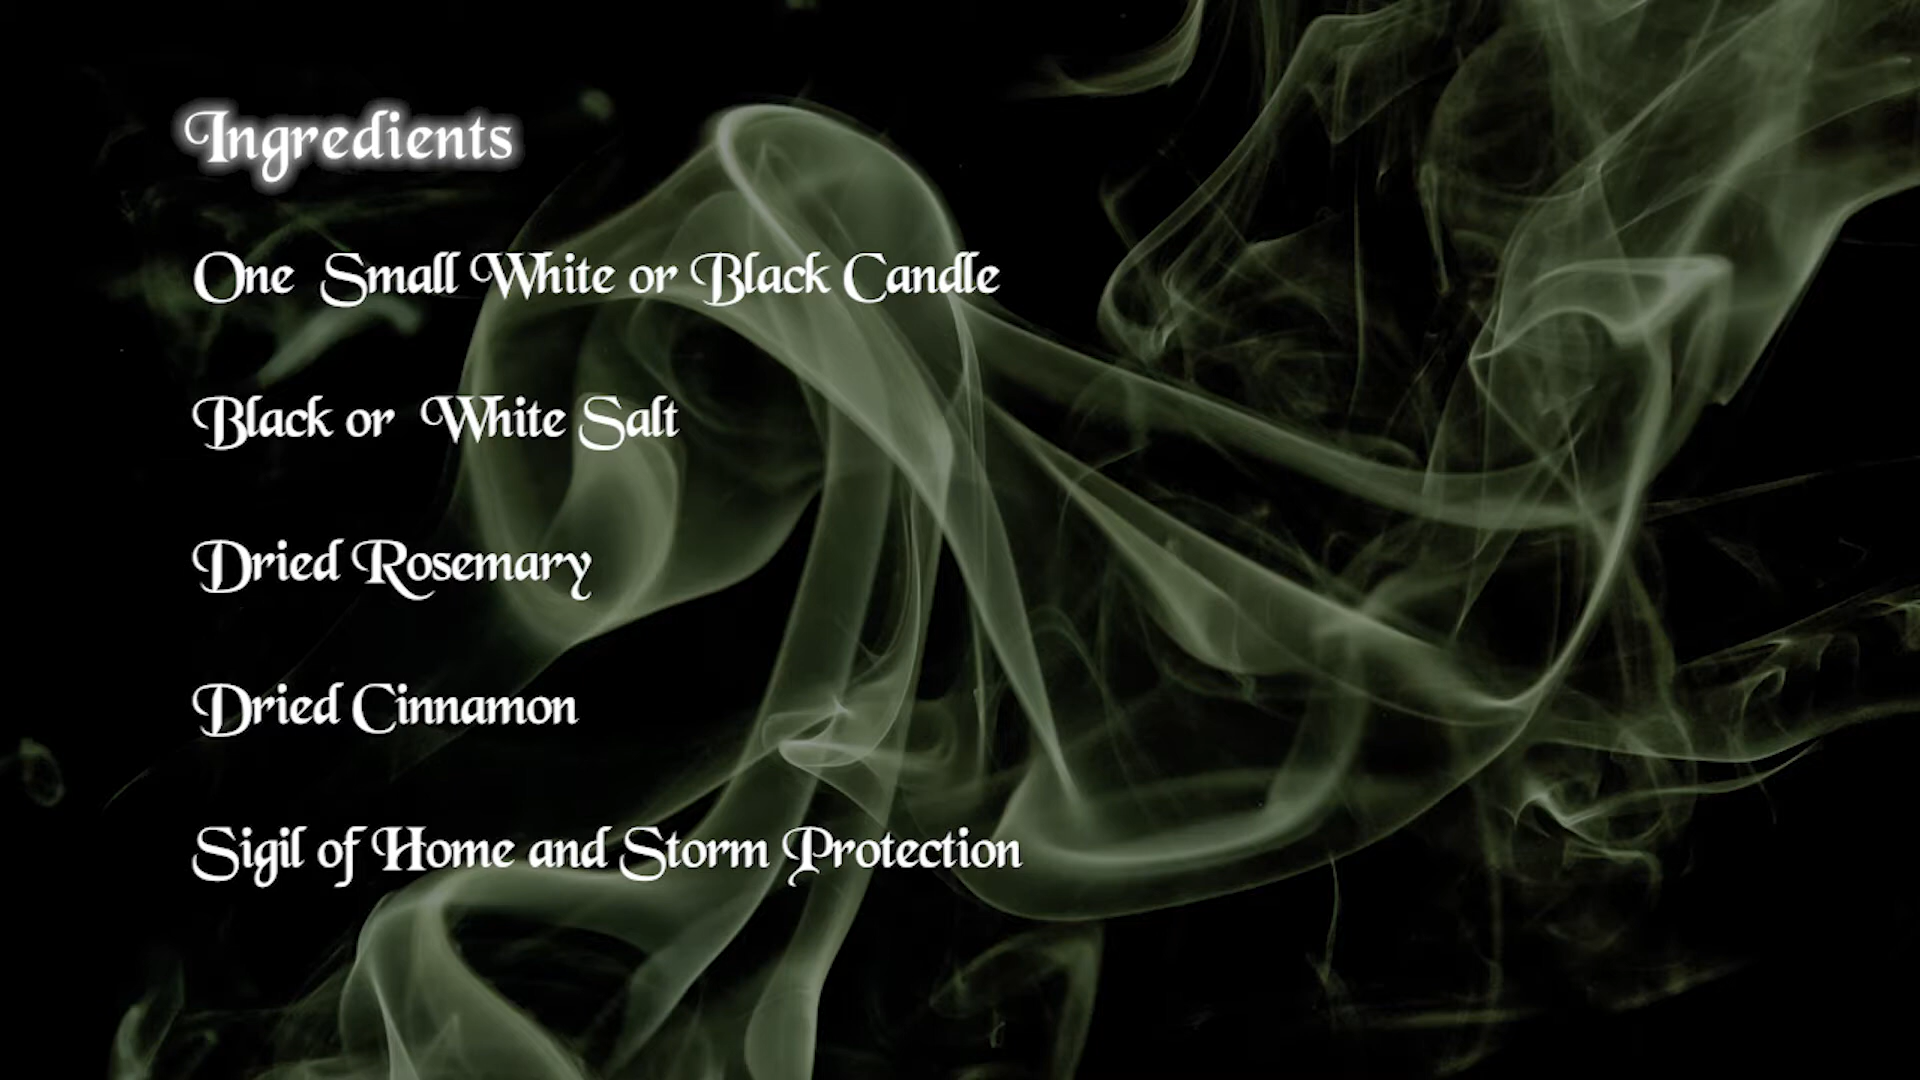 Ingredients
One Small White or Black Candle
Black or White Salt
Dried Rosemary
Dried Cinnamon
Sigil of Home and Storm Protection